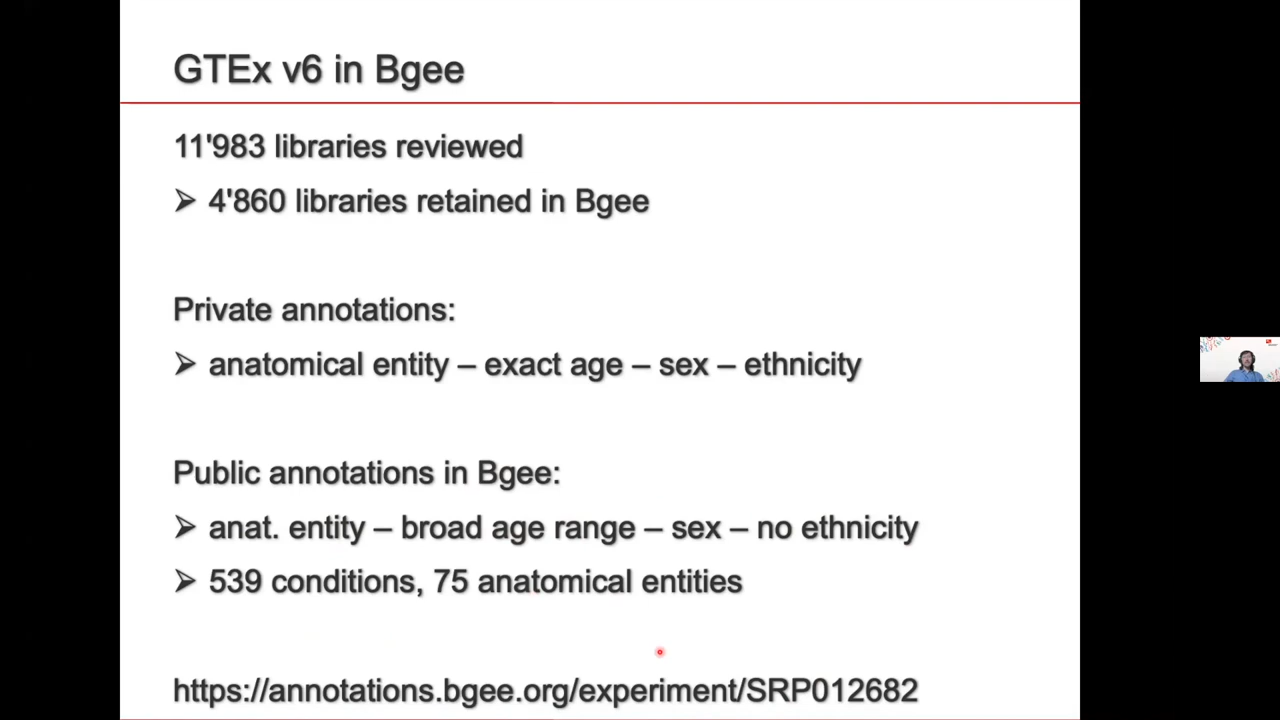 GTEx v6 in Bgee
11'983 libraries reviewed
➢ 4'860 libraries retained in Bgee
Private annotations:
➢ anatomical entity – exact age – sex – ethnicity
Public annotations in Bgee:
➢ anat. entity – broad age range – sex – no ethnicity
➢ 539 conditions, 75 anatomical entities
https://annotations.bgee.org/experiment/SRP012682